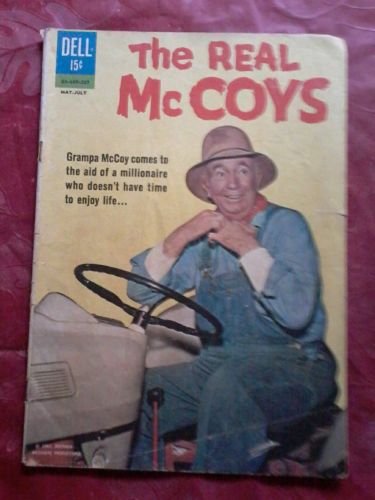 DELL
15¢
MAY-JULY
The REAL
McCOYS
Grampa McCoy comes to
the aid of a millionaire
who doesn't have time
to enjoy life...